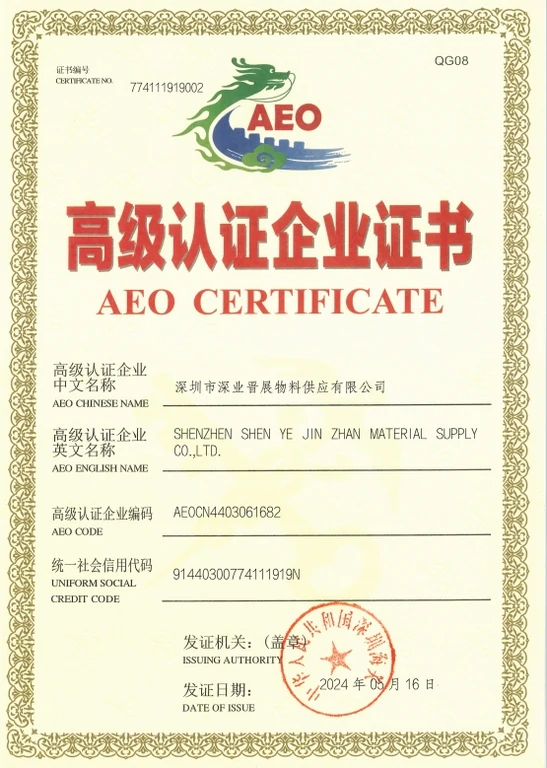 证书编号
CERTIFICATE NO.
774111919002
QG08
AEO
高级认证企业证书
AEO CERTIFICATE
高级认证企业
中文名称
AEO CHINESE NAME
深圳市深业晋展物料供应有限公司
高级认证企业
英文名称
AEO ENGLISH NAME
SHENZHEN SHEN YE JIN ZHAN MATERIAL SUPPLY
CO.,LTD.
高级认证企业编码
AEO CODE
AEOCN4403061682
统一社会信用代码
UNIFORM SOCIAL
CREDIT CODE
91440300774111919N
发证机关：(盖章)
ISSUING AUTHORITY
中华人民共和国深圳海关
发证日期：
DATE OF ISSUE
2024 年 05 月 16 日